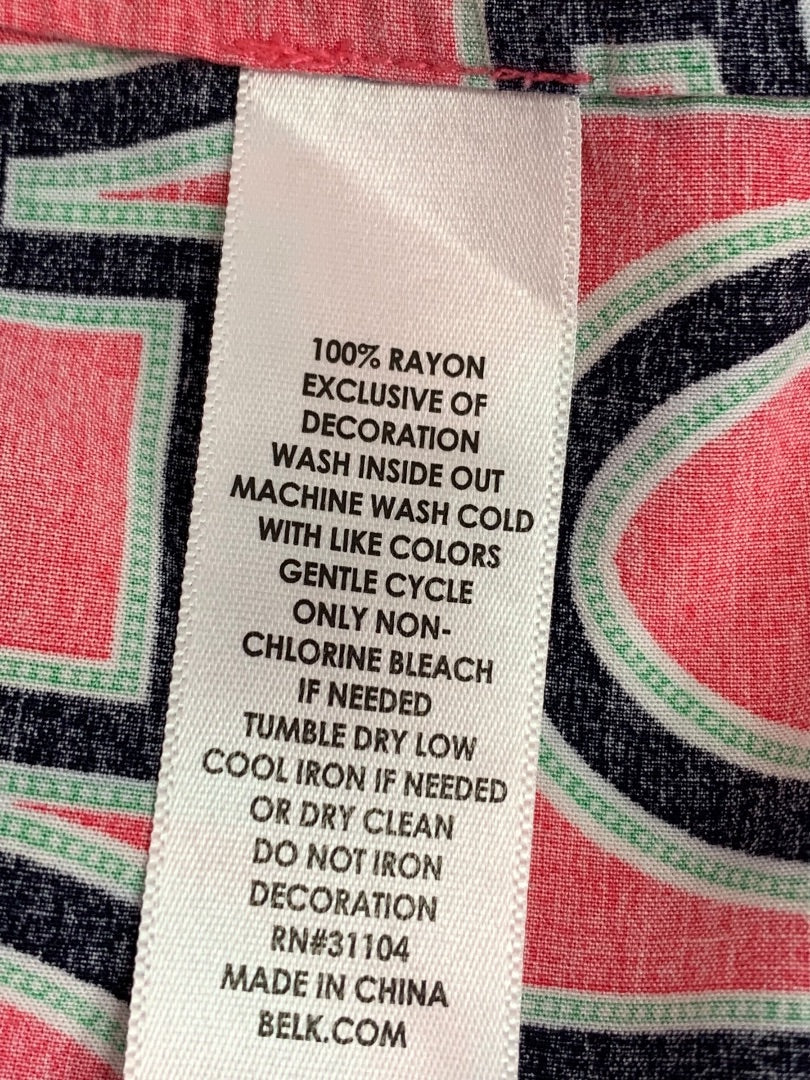 100% RAYON
EXCLUSIVE OF
DECORATION
WASH INSIDE OUT
MACHINE WASH COLD
WITH LIKE COLORS
GENTLE CYCLE
ONLY NON-
CHLORINE BLEACH
IF NEEDED
TUMBLE DRY LOW
COOL IRON IF NEEDED
OR DRY CLEAN
DO NOT IRON
DECORATION
RN#31104
MADE IN CHINA
BELK.COM